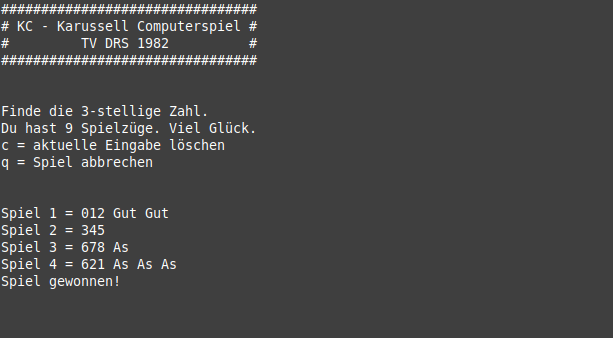 ################################
# KC - Karussell Computerspiel #
#         TV DRS 1982          #
################################
Finde die 3-stellige Zahl.
Du hast 9 Spielzüge. Viel Glück.
c = aktuelle Eingabe löschen
q = Spiel abbrechen
Spiel 1 = 012 Gut Gut
Spiel 2 = 345
Spiel 3 = 678 As
Spiel 4 = 621 As As As
Spiel gewonnen!